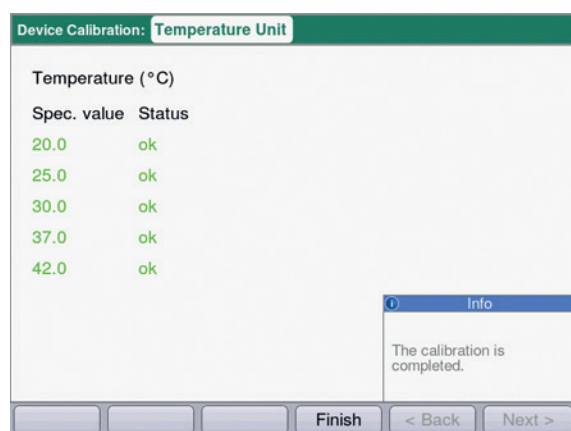 Device Calibration: Temperature Unit
Temperature (°C)
Spec. value Status
20.0 ok
25.0 ok
30.0 ok
37.0 ok
42.0 ok
Info
The calibration is
completed.
Finish < Back Next >